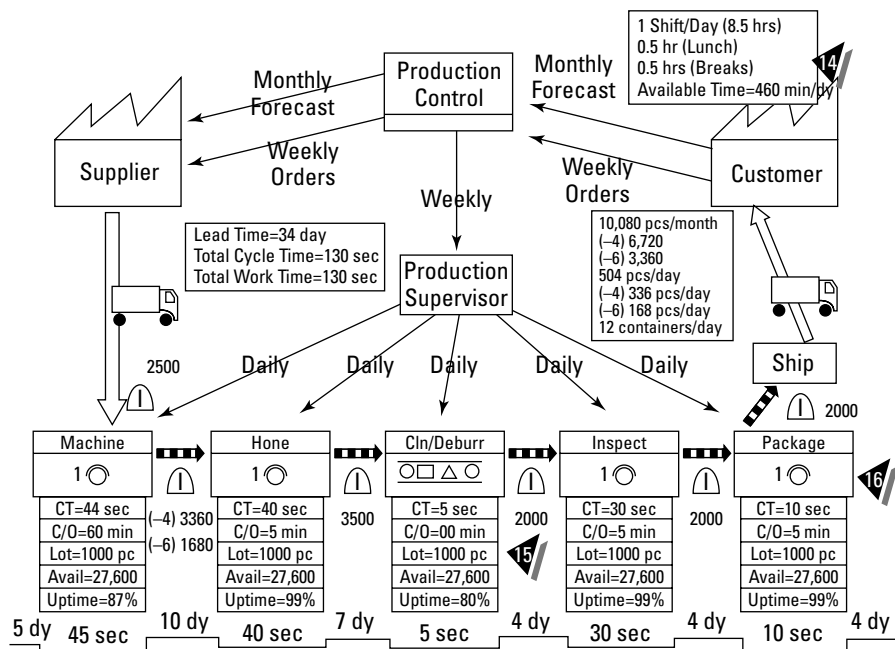 1 Shift/Day (8.5 hrs)
0.5 hr (Lunch)
0.5 hrs (Breaks)
Available Time=460 min/dy
14
Monthly
Forecast
Production
Control
Monthly
Forecast
Supplier
Weekly
Orders
Weekly
Weekly
Orders
Customer
Lead Time=34 day
Total Cycle Time=130 sec
Total Work Time=130 sec
Production
Supervisor
10,080 pcs/month
(–4) 6,720
(–6) 3,360
504 pcs/day
(–4) 336 pcs/day
(–6) 168 pcs/day
12 containers/day
Daily
Daily
Daily
Daily
Daily
Ship
2500
I
I
2000
Machine
1
Hone
1
Cln/Deburr
Inspect
1
Package
1
16
I
I
I
I
(–4) 3360
(–6) 1680
3500
2000
2000
CT=44 sec
C/O=60 min
Lot=1000 pc
Avail=27,600
Uptime=87%
CT=40 sec
C/O=5 min
Lot=1000 pc
Avail=27,600
Uptime=99%
CT=5 sec
C/O=00 min
Lot=1000 pc
Avail=27,600
Uptime=80%
15
CT=30 sec
C/O=5 min
Lot=1000 pc
Avail=27,600
Uptime=99%
CT=10 sec
C/O=5 min
Lot=1000 pc
Avail=27,600
Uptime=99%
5 dy
45 sec
10 dy
40 sec
7 dy
5 sec
4 dy
30 sec
4 dy
10 sec
4 dy